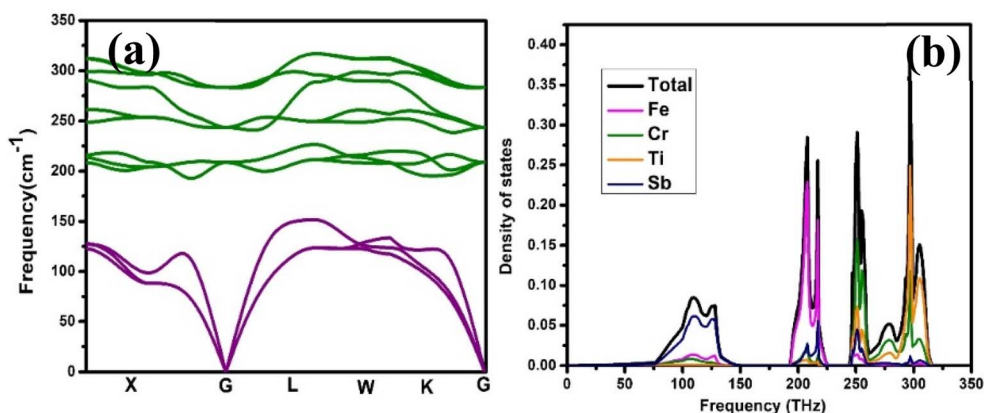 (a)
350
300
250
200
150
100
50
0
Frequency(cm-1)
X G L W K G
(b)
0.40
0.35
0.30
0.25
0.20
0.15
0.10
0.05
0.00
Density of states
Total
Fe
Cr
Ti
Sb
0 50 100 150 200 250 300 350
Frequency (THz)